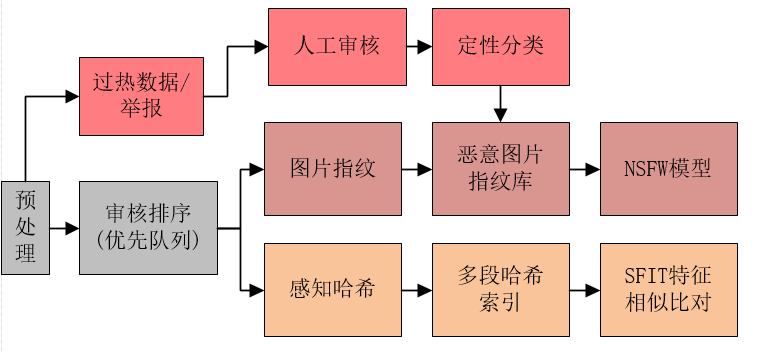 人工审核
定性分类
过热数据/
举报
图片指纹
恶意图片
指纹库
NSFW模型
预
处
理
审核排序
(优先队列)
感知哈希
多段哈希
索引
SFIT特征
相似比对